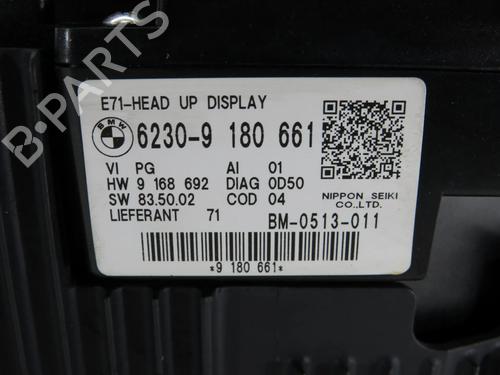 E71-HEAD UP DISPLAY
BMW
6230-9 180 661
VI PG AI 01
HW 9 168 692 DIAG 0D50
SW 83.50.02 COD 04
LIEFERANT 71
NIPPON SEIKI
CO.,LTD.
BM-0513-011
*9 180 661*
B-PARTS